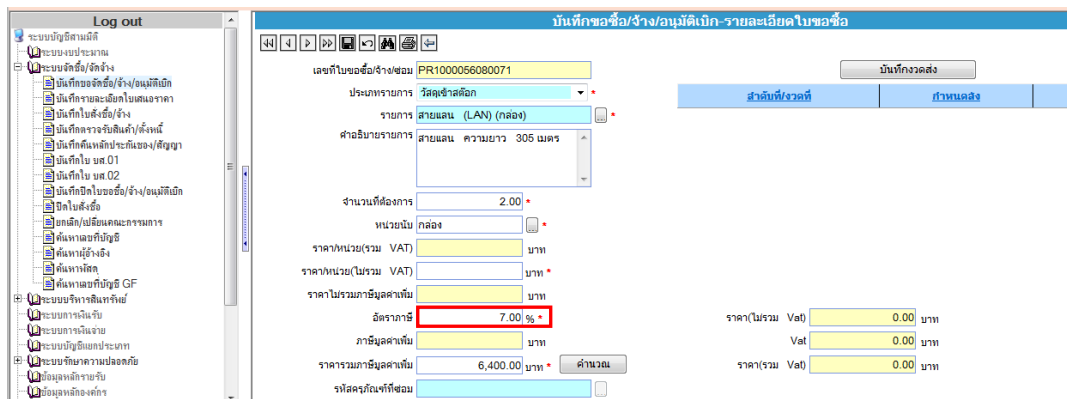 Log out
ระบบบัญชีสามมิติ
ระบบงบประมาณ
ระบบจัดซื้อ/จัดจ้าง
บันทึกขอจัดซื้อ/จ้าง/อนุมัติเบิก
บันทึกรายละเอียดใบเสนอราคา
บันทึกใบสั่งซื้อ/จ้าง
บันทึกตรวจรับสินค้า/ตั้งหนี้
บันทึกคืนหลักประกันซอง/สัญญา
บันทึกใบ บส.01
บันทึกใบ บส.02
บันทึกปิดใบขอซื้อ/จ้าง/อนุมัติเบิก
ปิดใบสั่งซื้อ
ยกเลิก/เปลี่ยนคณะกรรมการ
ค้นหาเลขที่บัญชี
ค้นหาผู้อ้างอิง
ค้นหาพัสดุ
ค้นหาเลขที่บัญชี GF
ระบบบริหารสินทรัพย์
ระบบการเงินรับ
ระบบการเงินจ่าย
ระบบบัญชีแยกประเภท
ระบบรักษาความปลอดภัย
ข้อมูลหลักรายรับ
ข้อมูลหลักองค์กร
บันทึกขอซื้อ/จ้าง/อนุมัติเบิก-รายละเอียดใบขอซื้อ
เลขที่ใบขอซื้อ/จ้าง/ซ่อม PR1000056080071
ประเภทรายการ วัสดุเข้าสต๊อก *
รายการ สายแลน (LAN) (กล่อง) ... *
คำอธิบายรายการ สายแลน ความยาว 305 เมตร
จำนวนที่ต้องการ 2.00 *
หน่วยนับ กล่อง ... *
ราคา/หน่วย(รวม VAT) บาท
ราคา/หน่วย(ไม่รวม VAT) บาท *
ราคาไม่รวมภาษีมูลค่าเพิ่ม บาท
อัตราภาษี 7.00 % *
ภาษีมูลค่าเพิ่ม บาท
ราคารวมภาษีมูลค่าเพิ่ม 6,400.00 บาท * คำนวณ
รหัสครุภัณฑ์ที่ซ่อม
บันทึกงวดส่ง
ลำดับที่/งวดที่ กำหนดส่ง
ราคา(ไม่รวม Vat) 0.00 บาท
Vat 0.00 บาท
ราคา(รวม Vat) 0.00 บาท